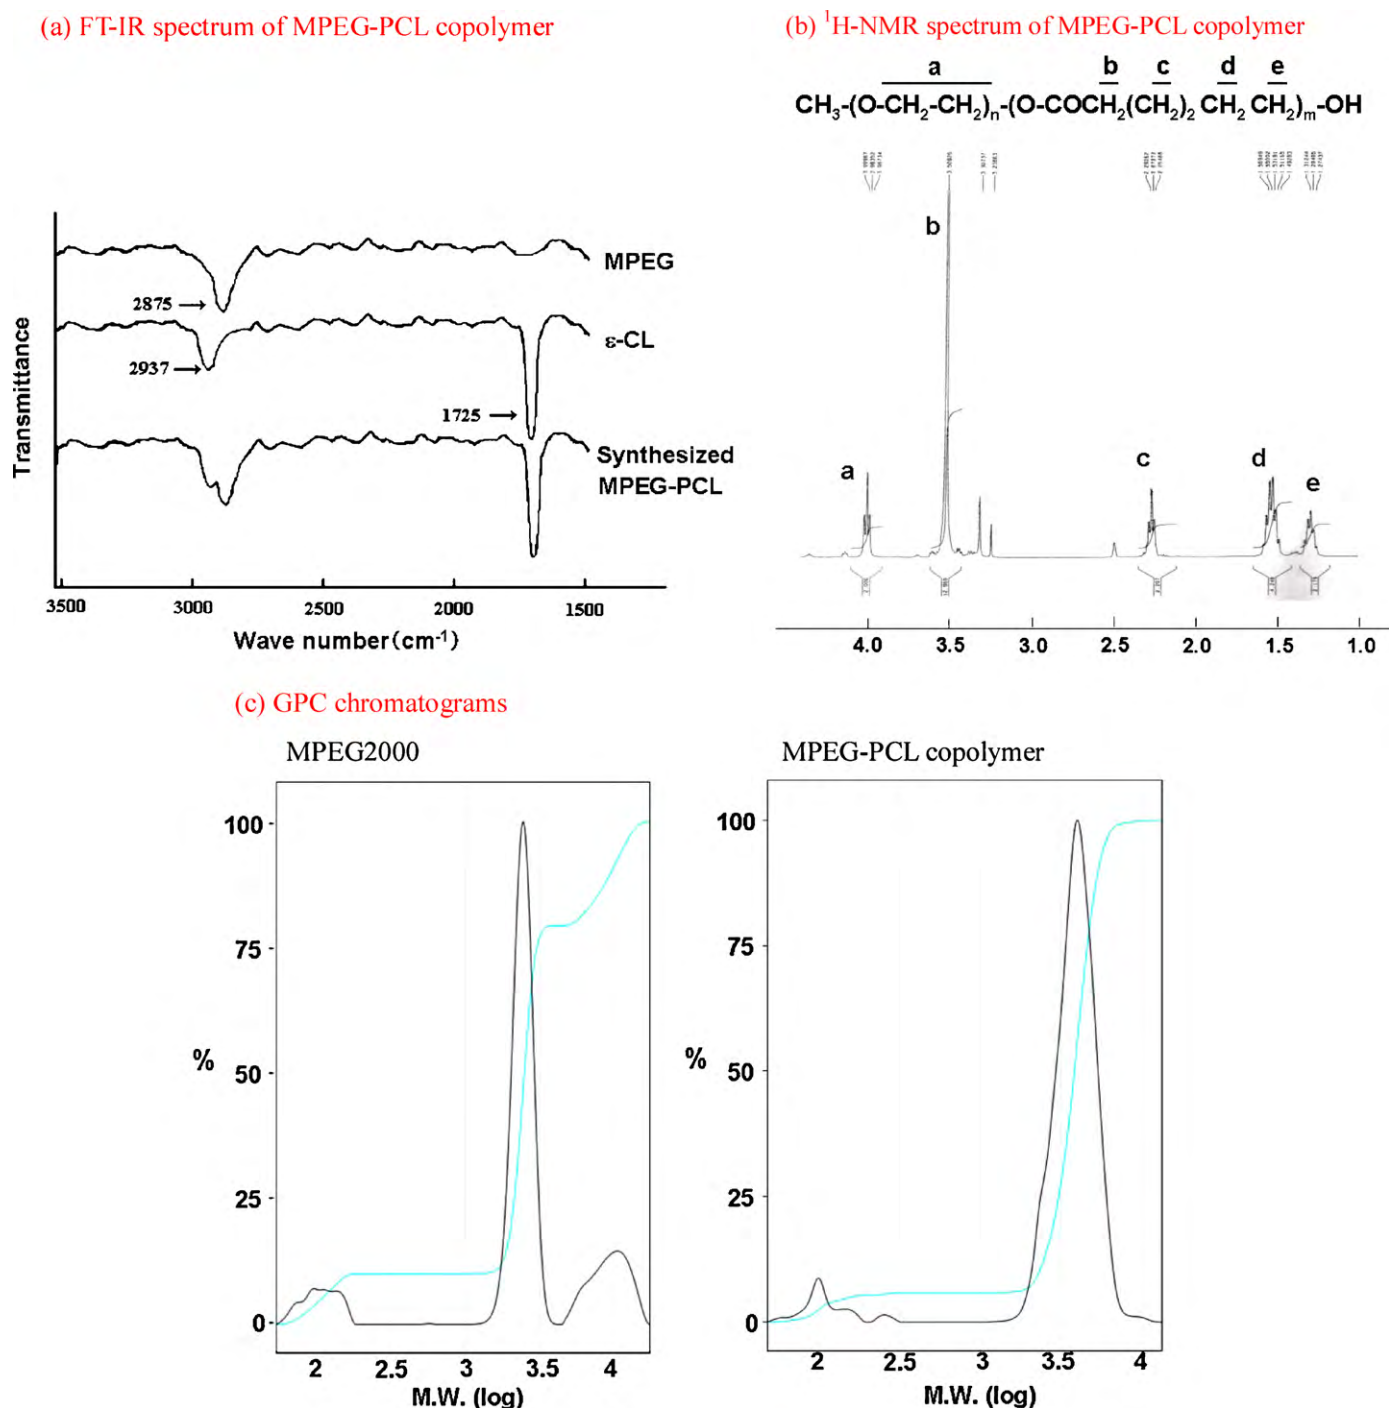 (a) FT-IR spectrum of MPEG-PCL copolymer
MPEG
2875
ε-CL
2937
1725
Synthesized
MPEG-PCL
Transmittance
3500 3000 2500 2000 1500
Wave number(cm⁻¹)
(b) ¹H-NMR spectrum of MPEG-PCL copolymer
a b c d e
CH₃-(O-CH₂-CH₂)ₙ-(O-COCH₂(CH₂)₂ CH₂ CH₂)ₘ-OH
b
a c d e
4.0 3.5 3.0 2.5 2.0 1.5 1.0
(c) GPC chromatograms
MPEG2000
100
75
%
50
25
0
2 2.5 3 3.5 4
M.W. (log)
MPEG-PCL copolymer
100
75
%
50
25
0
2 2.5 3 3.5 4
M.W. (log)